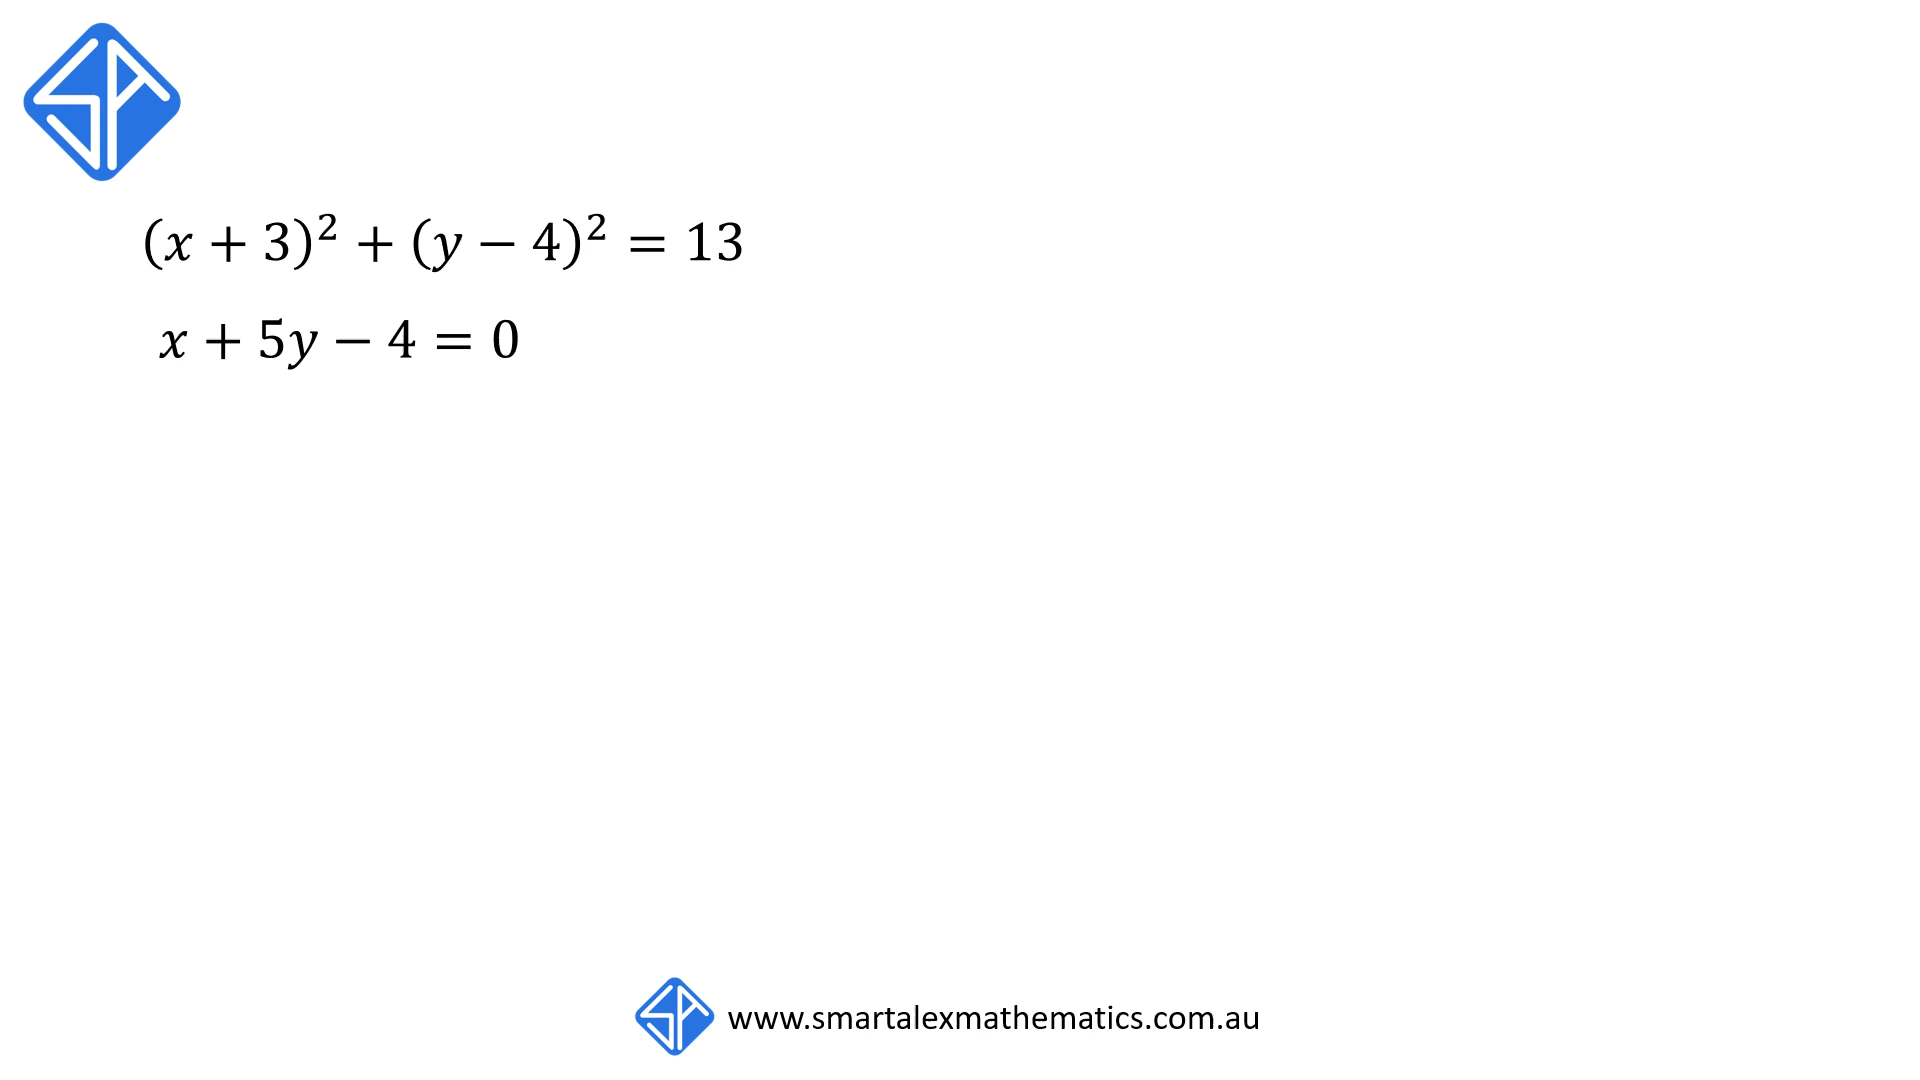 (x + 3)² + (y − 4)² = 13
x + 5y − 4 = 0
www.smartalexmathematics.com.au